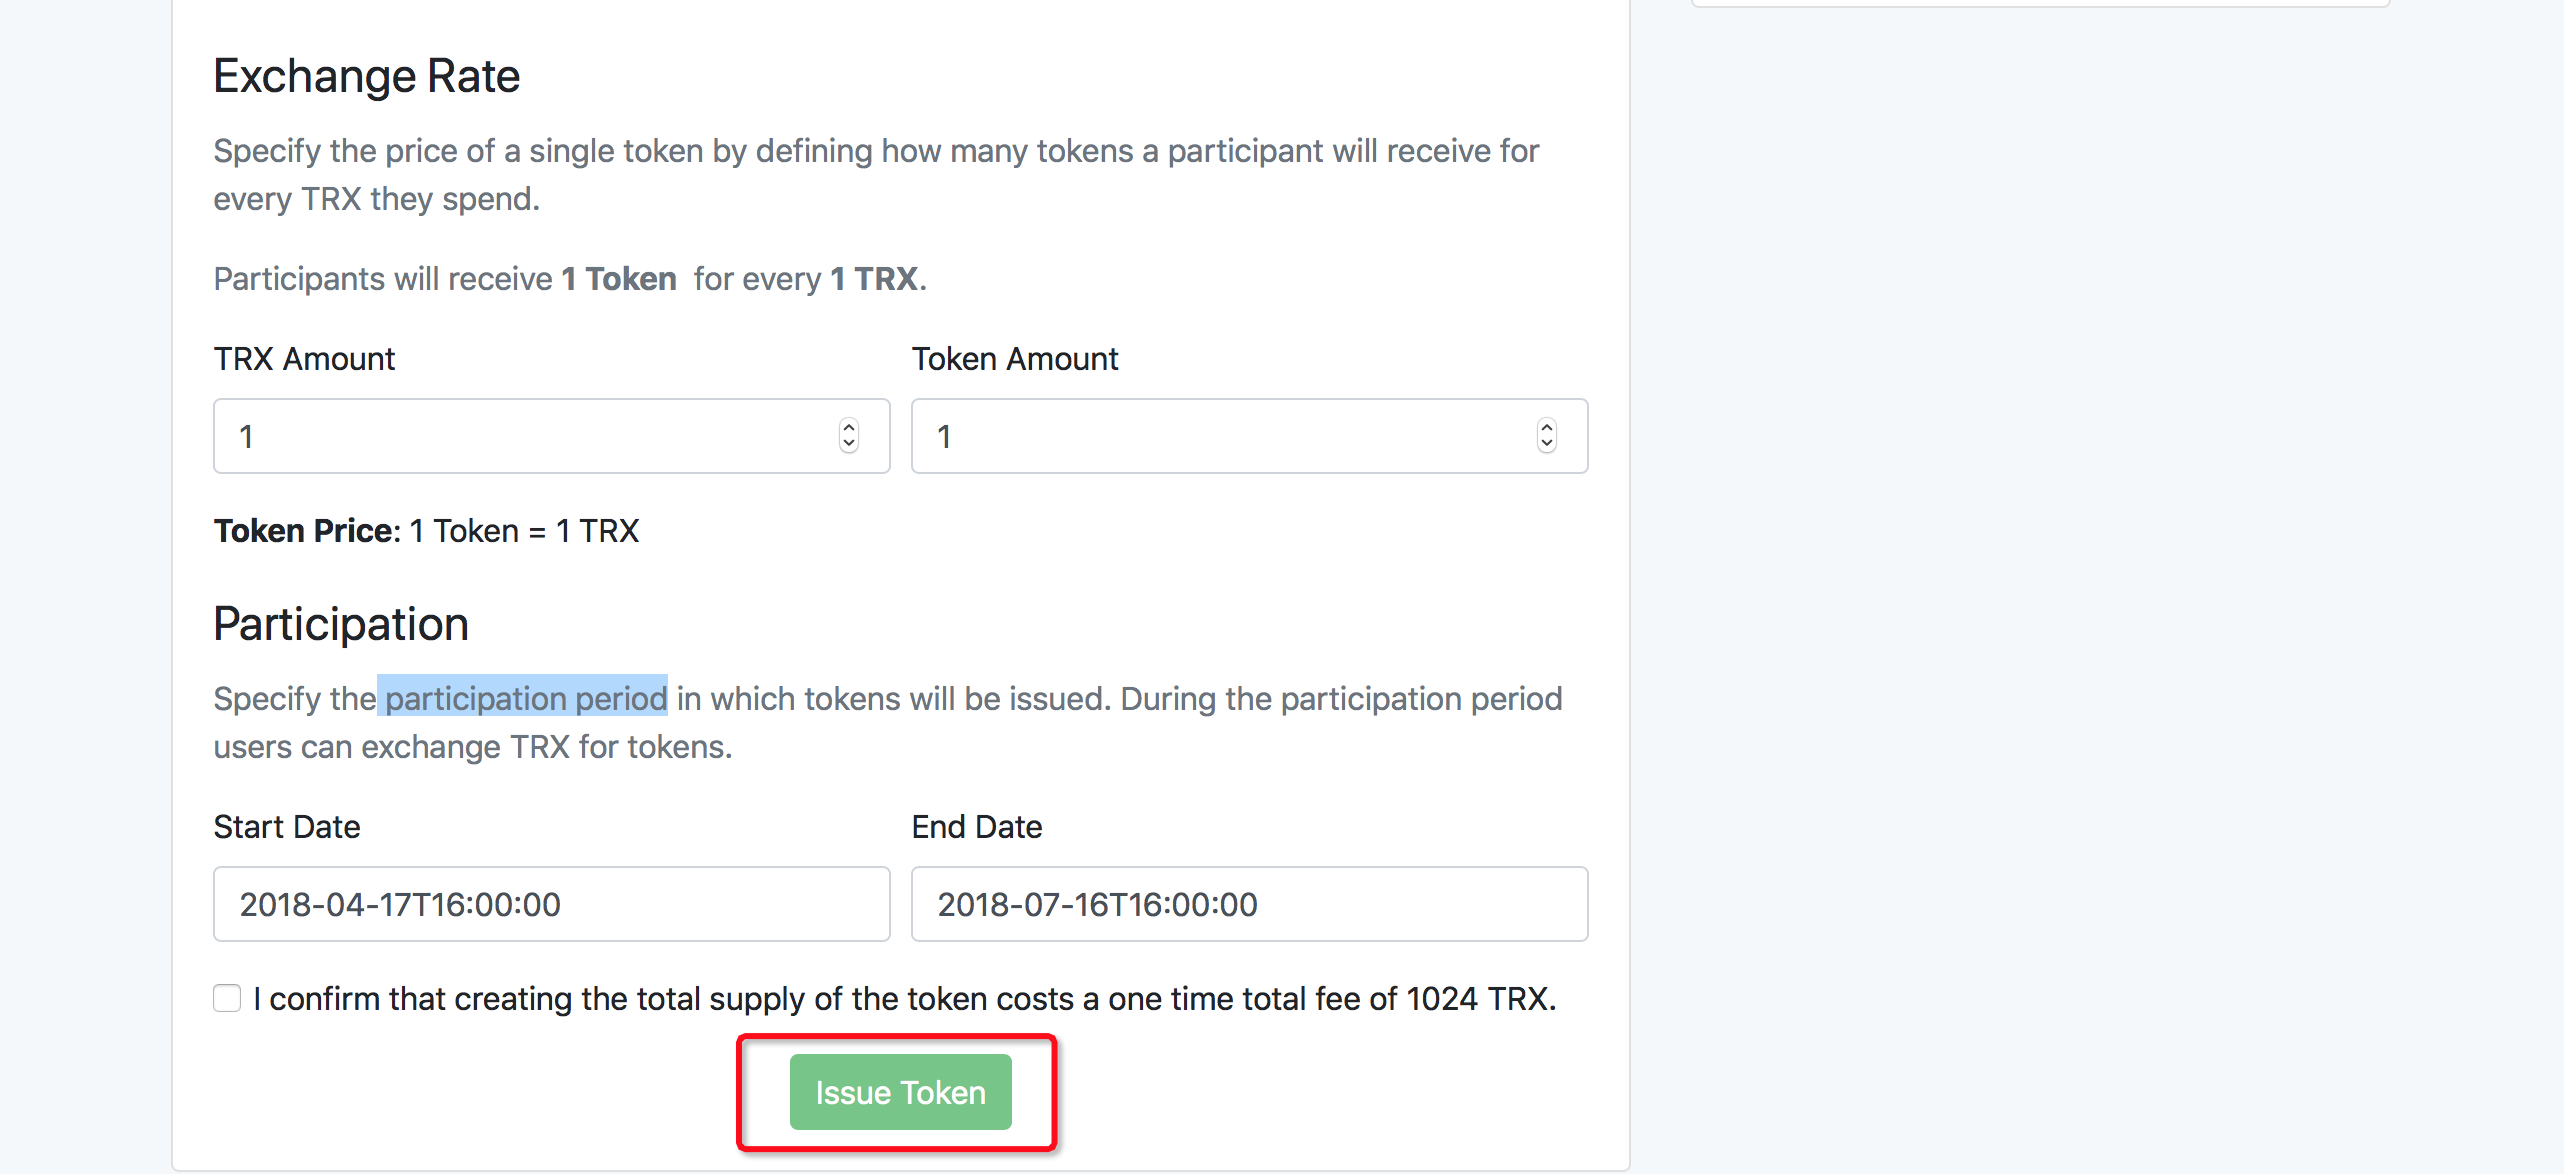 Exchange Rate
Specify the price of a single token by defining how many tokens a participant will receive for
every TRX they spend.
Participants will receive 1 Token for every 1 TRX.
TRX Amount
Token Amount
1
1
Token Price: 1 Token = 1 TRX
Participation
Specify the participation period in which tokens will be issued. During the participation period
users can exchange TRX for tokens.
Start Date
End Date
2018-04-17T16:00:00
2018-07-16T16:00:00
I confirm that creating the total supply of the token costs a one time total fee of 1024 TRX.
Issue Token